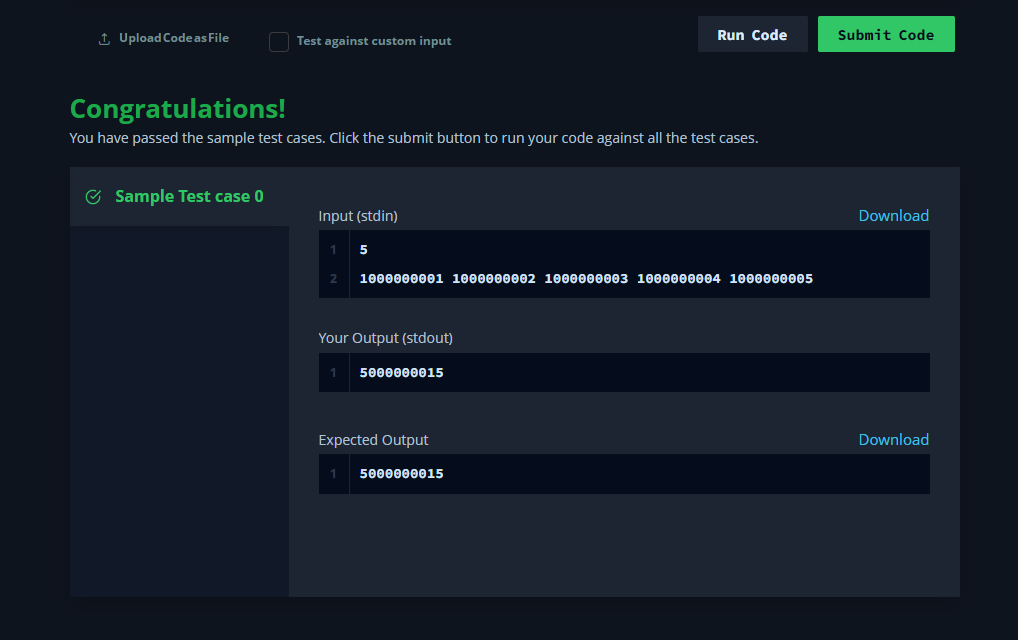 Upload Code as File
Test against custom input
Run Code
Submit Code
Congratulations!
You have passed the sample test cases. Click the submit button to run your code against all the test cases.
Sample Test case 0
Input (stdin)
Download
1 5
2 1000000001 1000000002 1000000003 1000000004 1000000005
Your Output (stdout)
1 5000000015
Expected Output
Download
1 5000000015